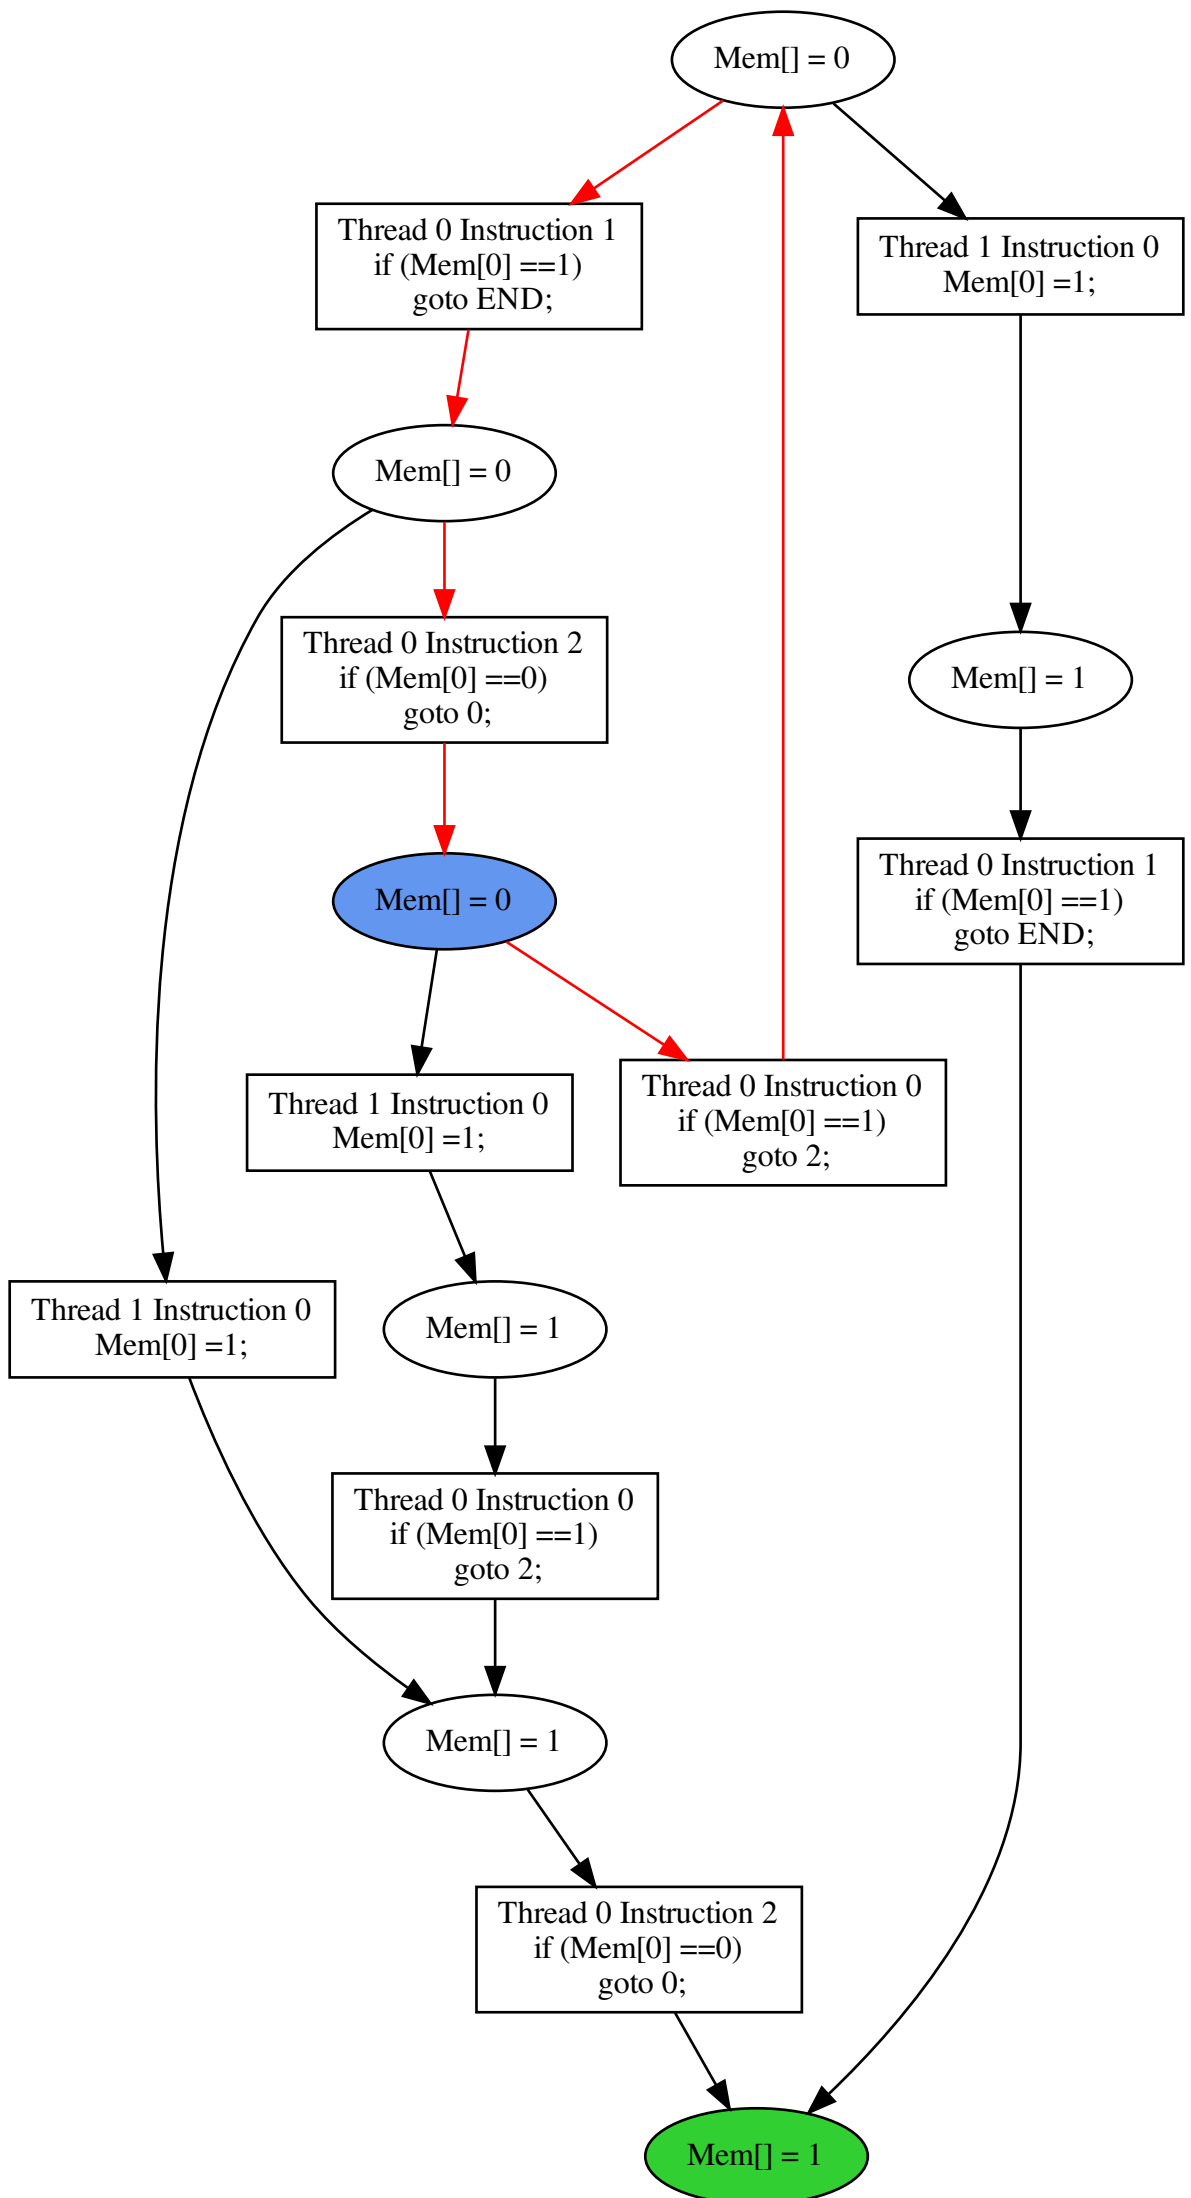 Mem[] = 0
Thread 0 Instruction 1
if (Mem[0] ==1)
goto END;
Thread 1 Instruction 0
Mem[0] =1;
Mem[] = 0
Thread 0 Instruction 2
if (Mem[0] ==0)
goto 0;
Mem[] = 1
Mem[] = 0
Thread 0 Instruction 1
if (Mem[0] ==1)
goto END;
Thread 1 Instruction 0
Mem[0] =1;
Thread 0 Instruction 0
if (Mem[0] ==1)
goto 2;
Thread 1 Instruction 0
Mem[0] =1;
Mem[] = 1
Thread 0 Instruction 0
if (Mem[0] ==1)
goto 2;
Mem[] = 1
Thread 0 Instruction 2
if (Mem[0] ==0)
goto 0;
Mem[] = 1